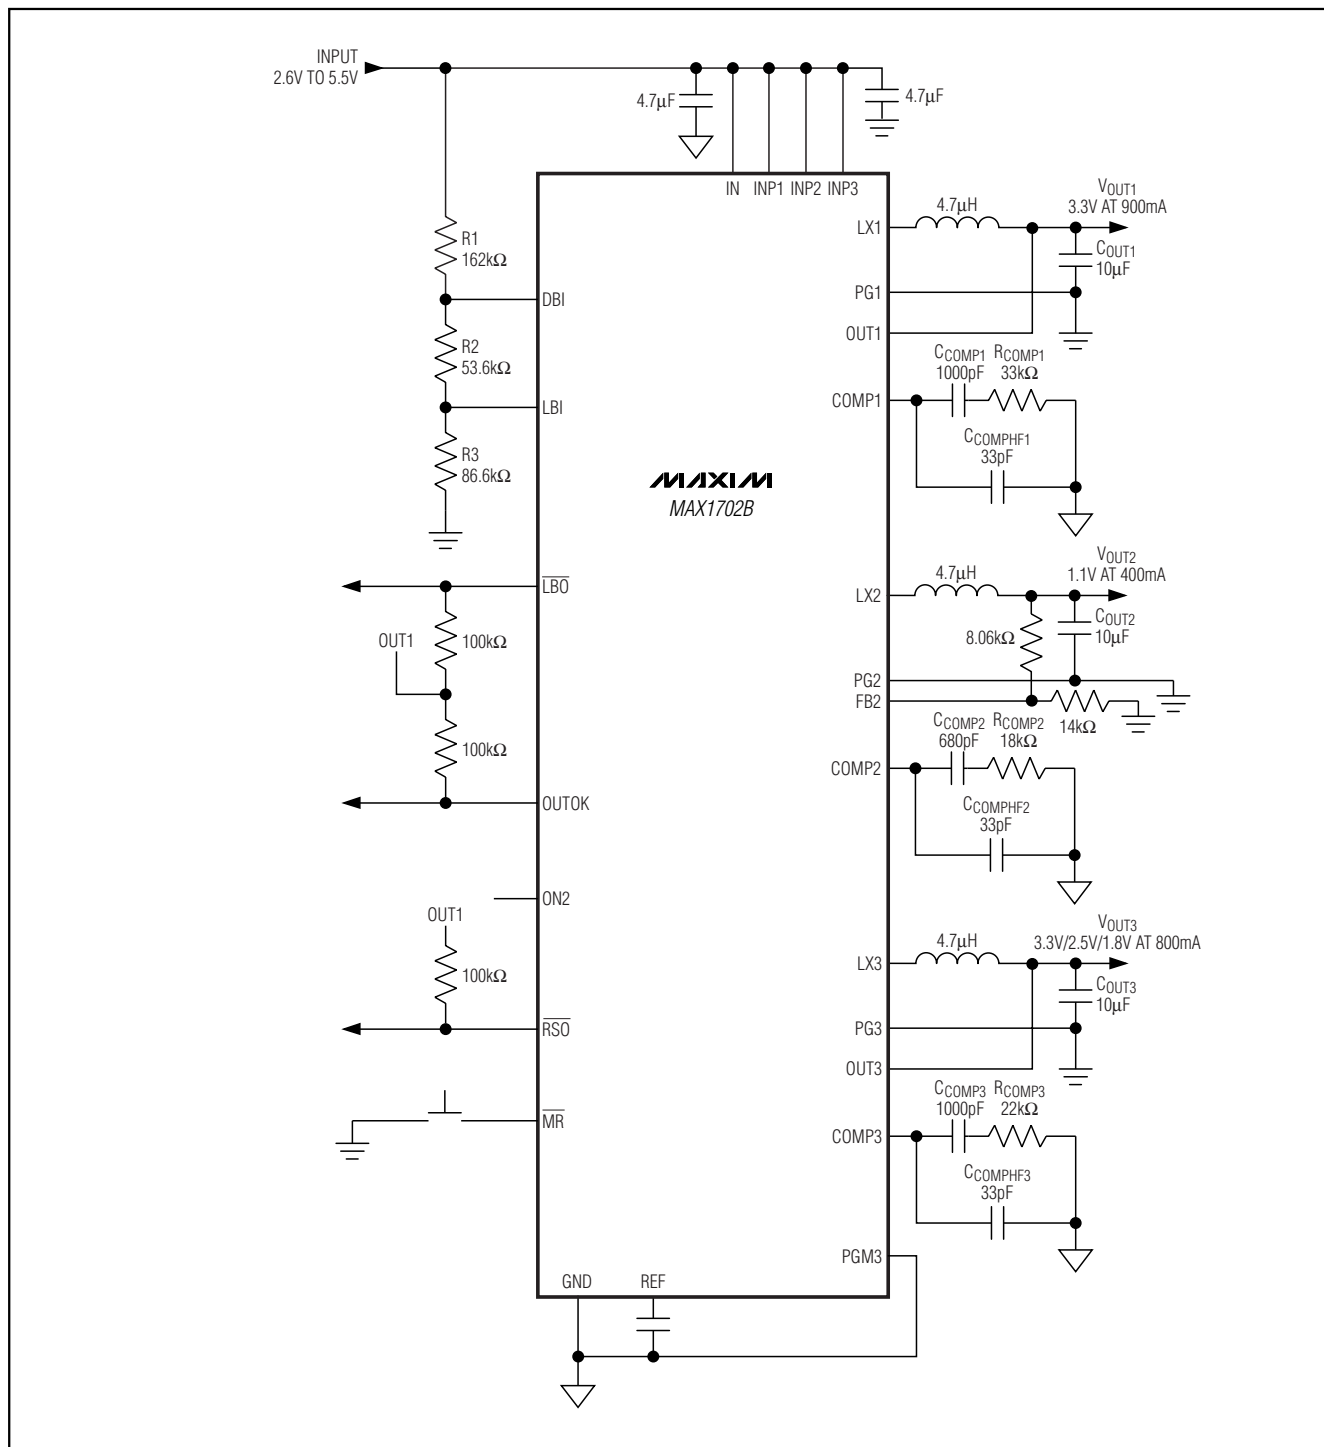 INPUT
2.6V TO 5.5V
4.7µF
4.7µF
IN
INP1
INP2
INP3
R1
162kΩ
DBI
R2
53.6kΩ
LBI
R3
86.6kΩ
LBO
100kΩ
OUT1
100kΩ
OUTOK
ON2
OUT1
100kΩ
RSO
MR
GND
REF
MAXIM
MAX1702B
LX1
4.7µH
VOUT1
3.3V AT 900mA
COUT1
10µF
PG1
OUT1
CCOMP1
1000pF
RCOMP1
33kΩ
COMP1
CCOMPHF1
33pF
LX2
4.7µH
VOUT2
1.1V AT 400mA
COUT2
10µF
8.06kΩ
PG2
FB2
14kΩ
CCOMP2
680pF
RCOMP2
18kΩ
COMP2
CCOMPHF2
33pF
LX3
4.7µH
VOUT3
3.3V/2.5V/1.8V AT 800mA
COUT3
10µF
PG3
OUT3
CCOMP3
1000pF
RCOMP3
22kΩ
COMP3
CCOMPHF3
33pF
PGM3